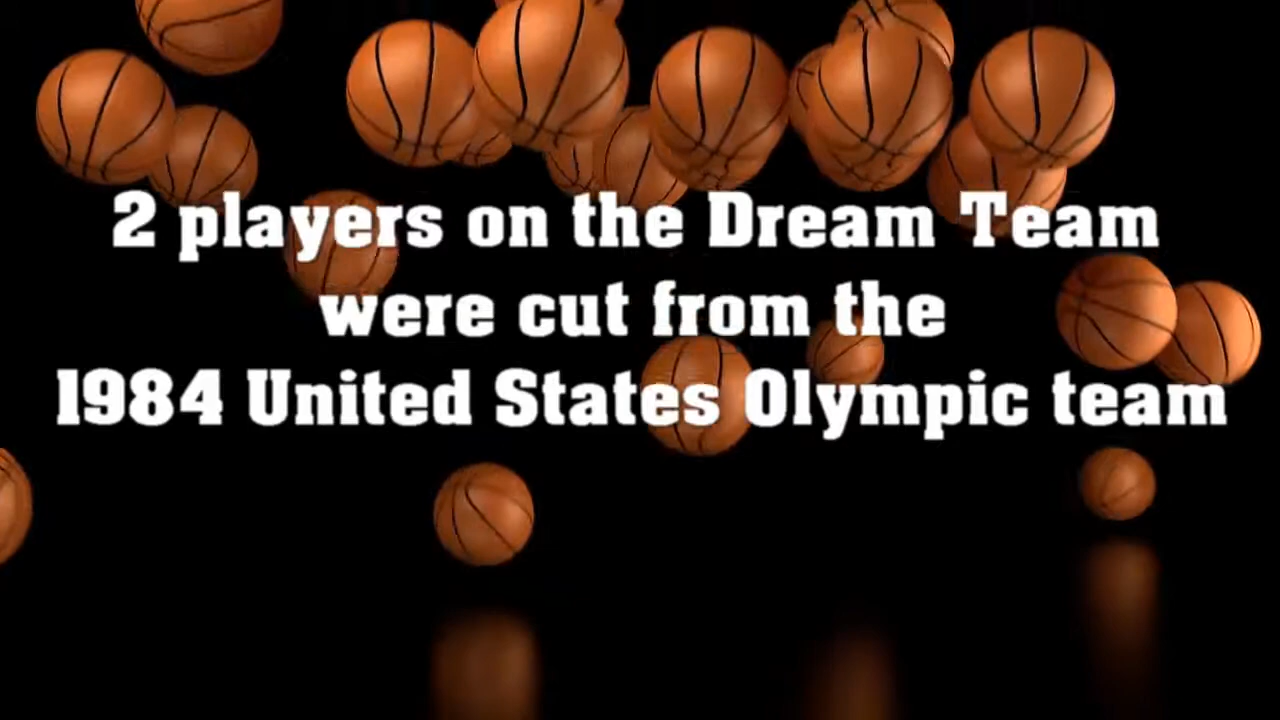 2 players on the Dream Team
were cut from the
1984 United States Olympic team